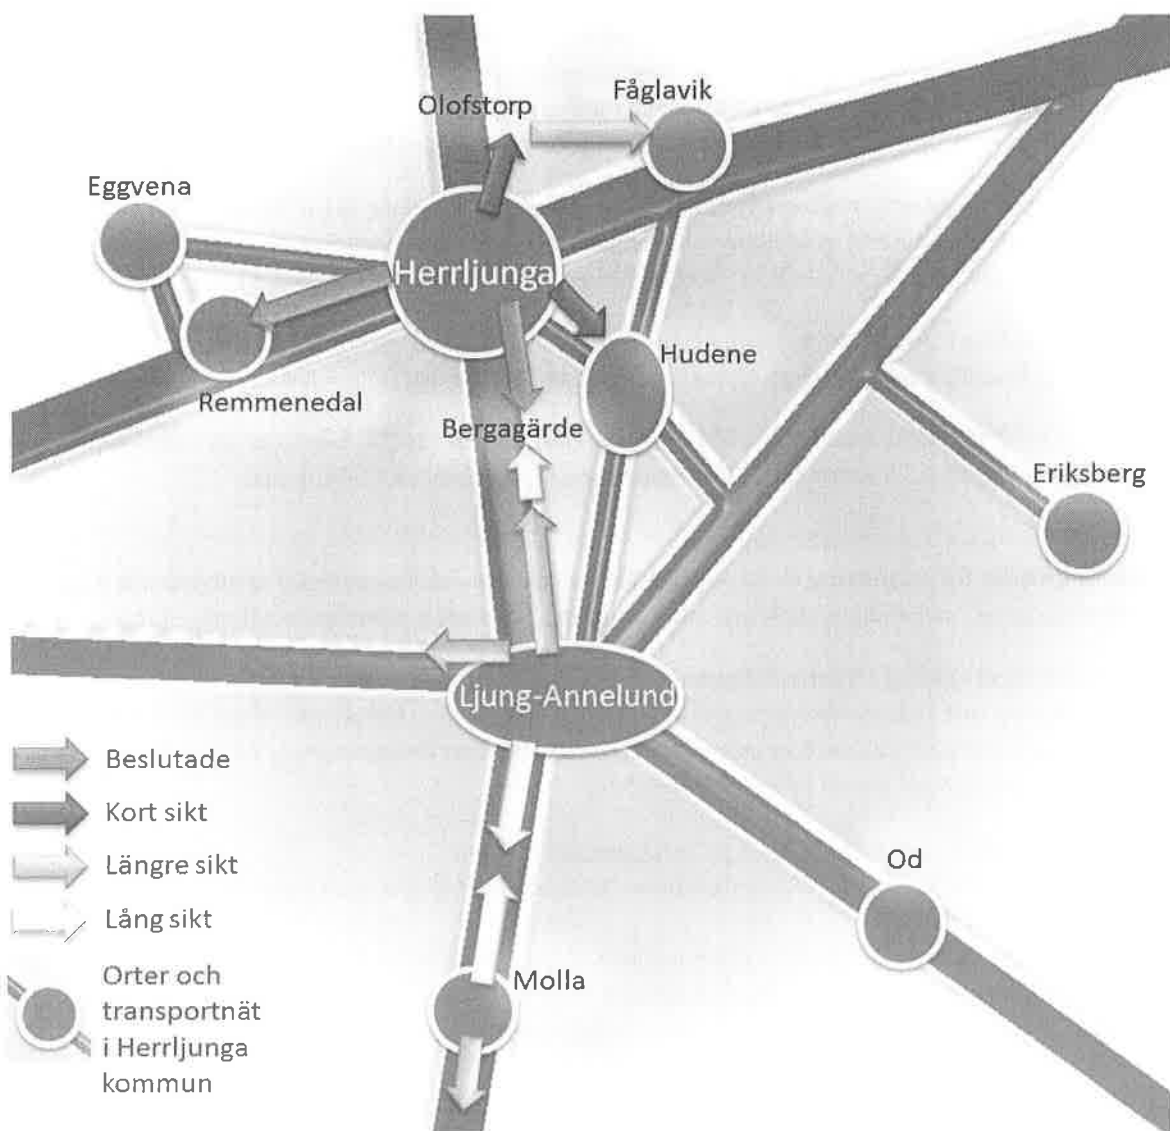 Olofstorp
Fåglavik
Eggvena
Herrljunga
Hudene
Remmenedal
Bergagärde
Eriksberg
Ljung-Annelund
Beslutade
Kort sikt
Längre sikt
Lång sikt
Od
Molla
Orter och
transportnät
i Herrljunga
kommun